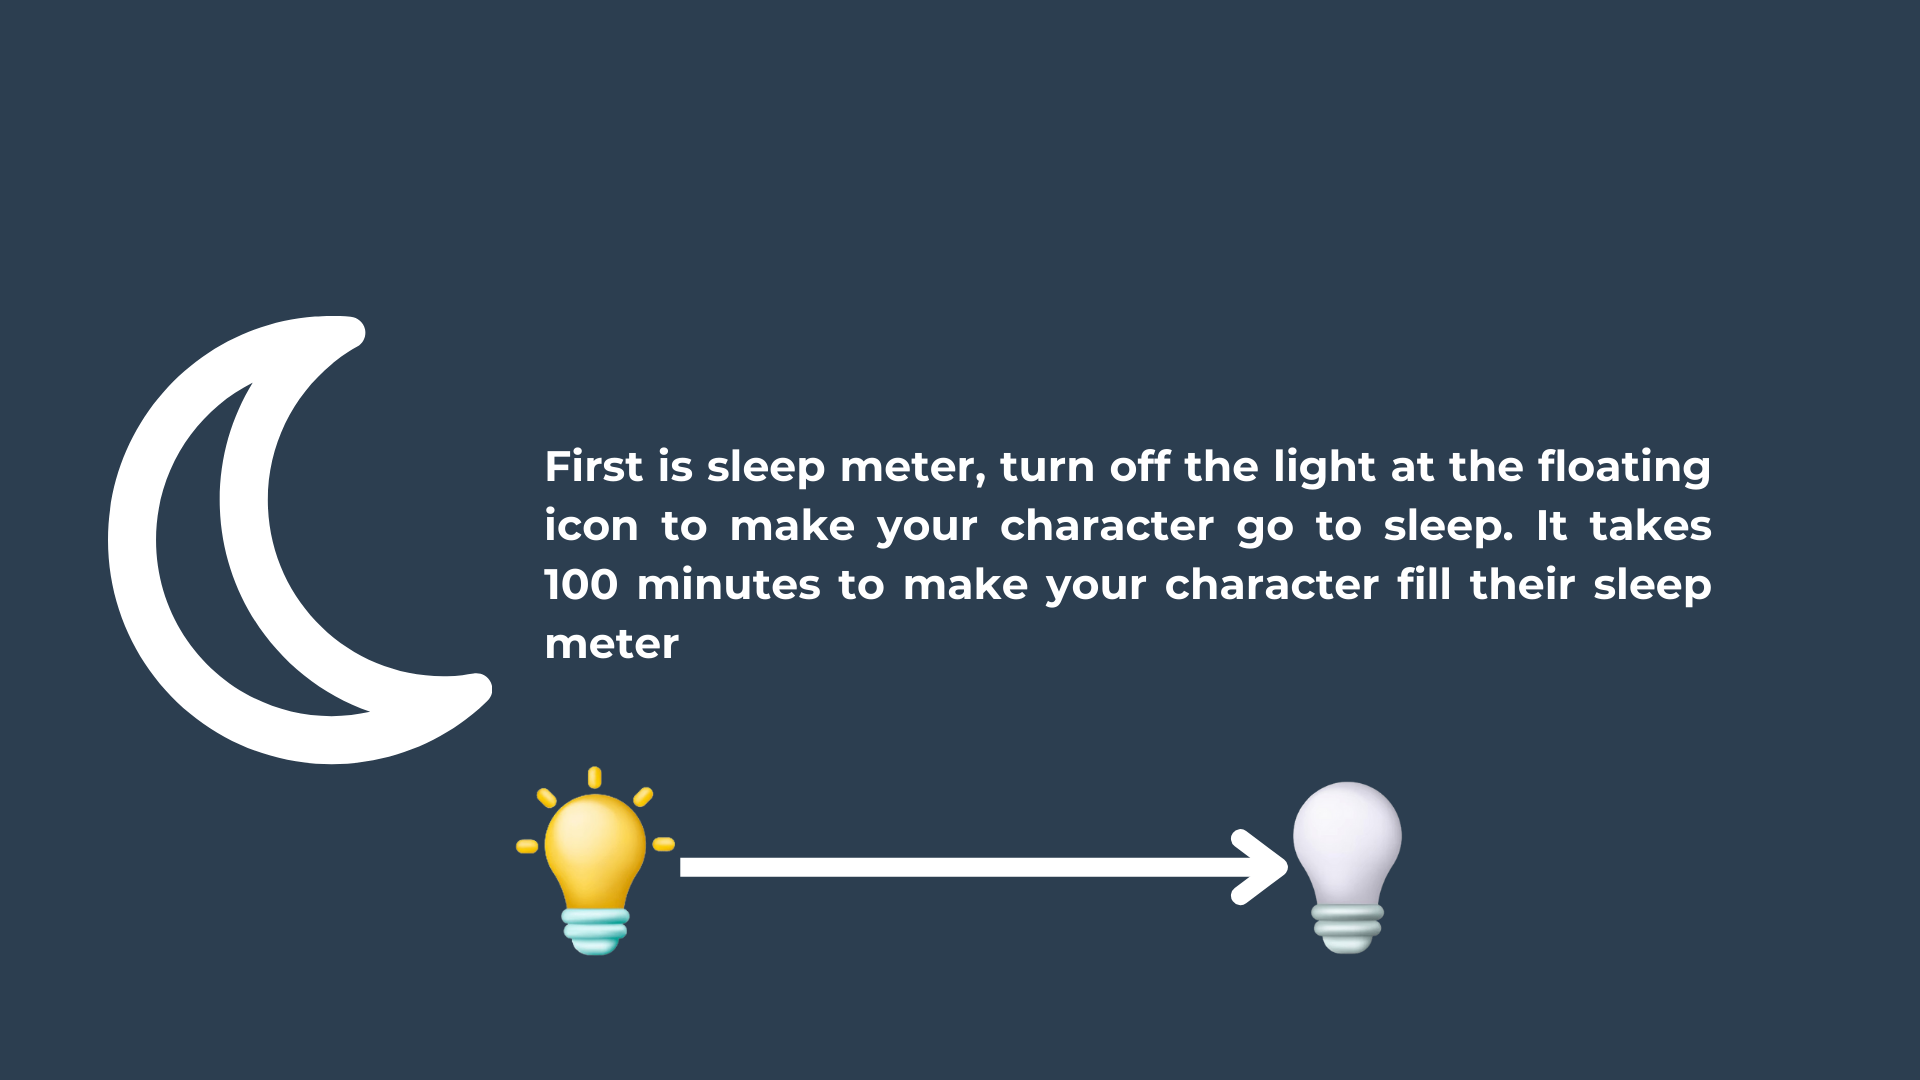 First is sleep meter, turn off the light at the floating
icon to make your character go to sleep. It takes
100 minutes to make your character fill their sleep
meter